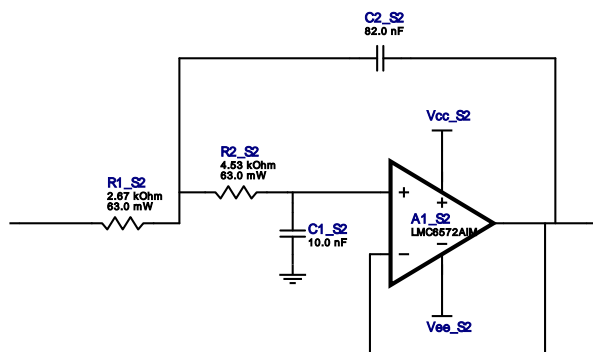 C2_S2
82.0 nF
Vcc_S2
R2_S2
4.53 kOhm
63.0 mW
R1_S2
2.67 kOhm
63.0 mW
+
+
A1_S2
LMC6572AIM
C1_S2
10.0 nF
−
−
Vee_S2